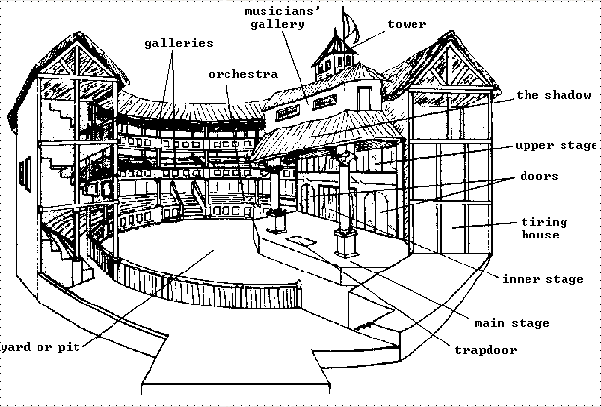 musicians'
gallery
tower
galleries
orchestra
the shadow
upper stage
doors
tiring
house
inner stage
main stage
yard or pit
trapdoor